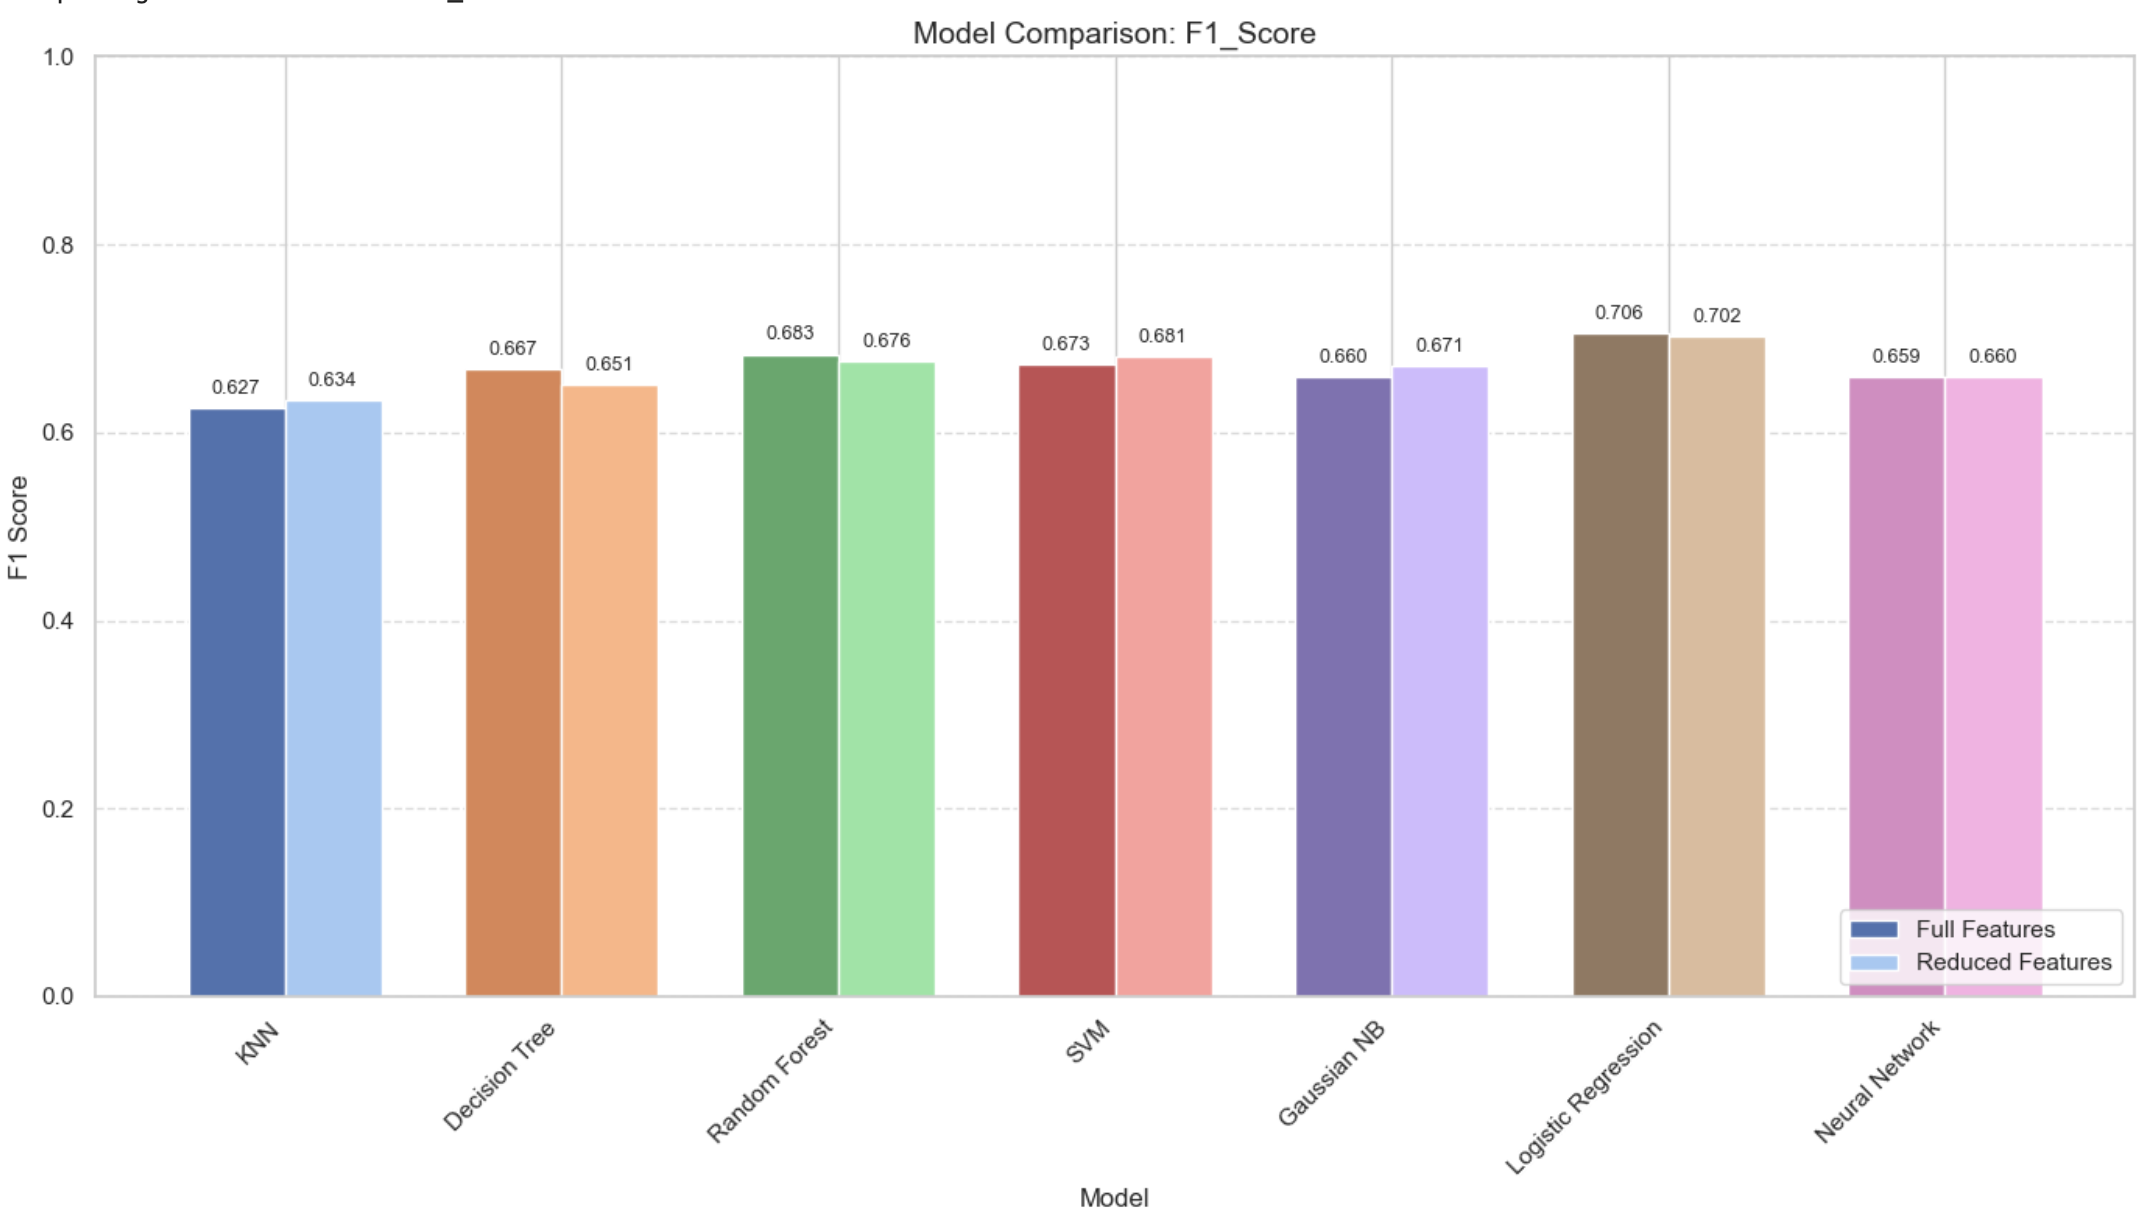 Model Comparison: F1_Score
1.0
0.8
0.6
0.4
0.2
0.0
F1 Score
0.627
0.634
0.667
0.651
0.683
0.676
0.673
0.681
0.660
0.671
0.706
0.702
0.659
0.660
Full Features
Reduced Features
KNN
Decision Tree
Random Forest
SVM
Gaussian NB
Logistic Regression
Neural Network
Model